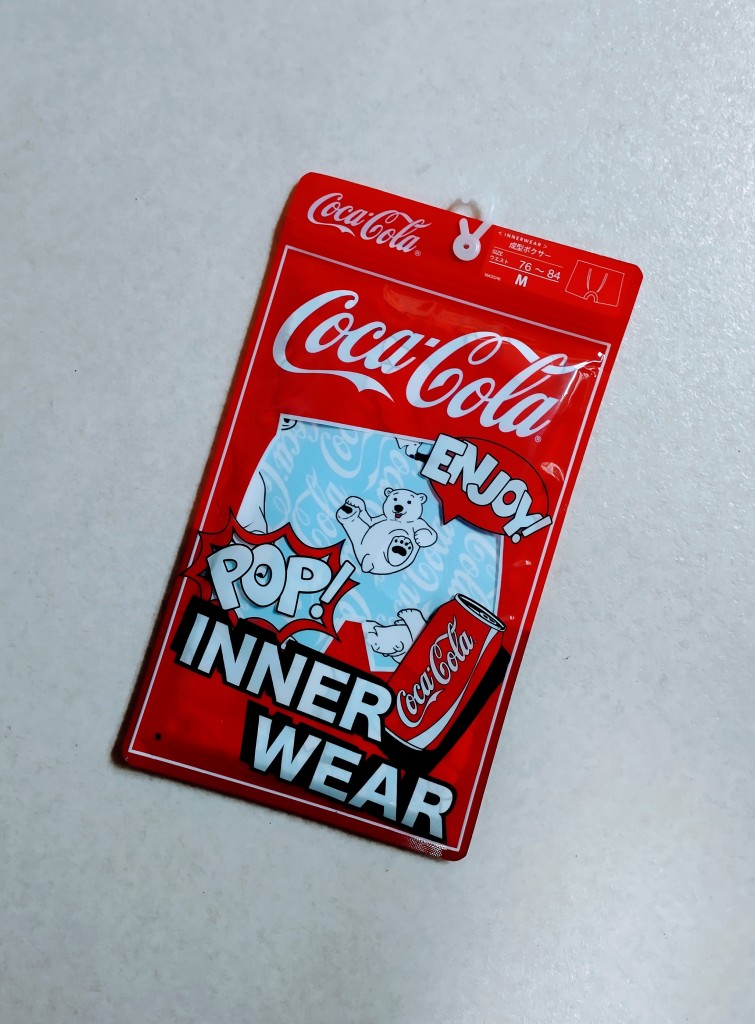 Coca-Cola®
< INNERWEAR >
成型ボクサー
SIZE
ウエスト 76 ～ 84
M
Coca-Cola®
ENJOY!
POP!
Coca-Cola
INNER
WEAR